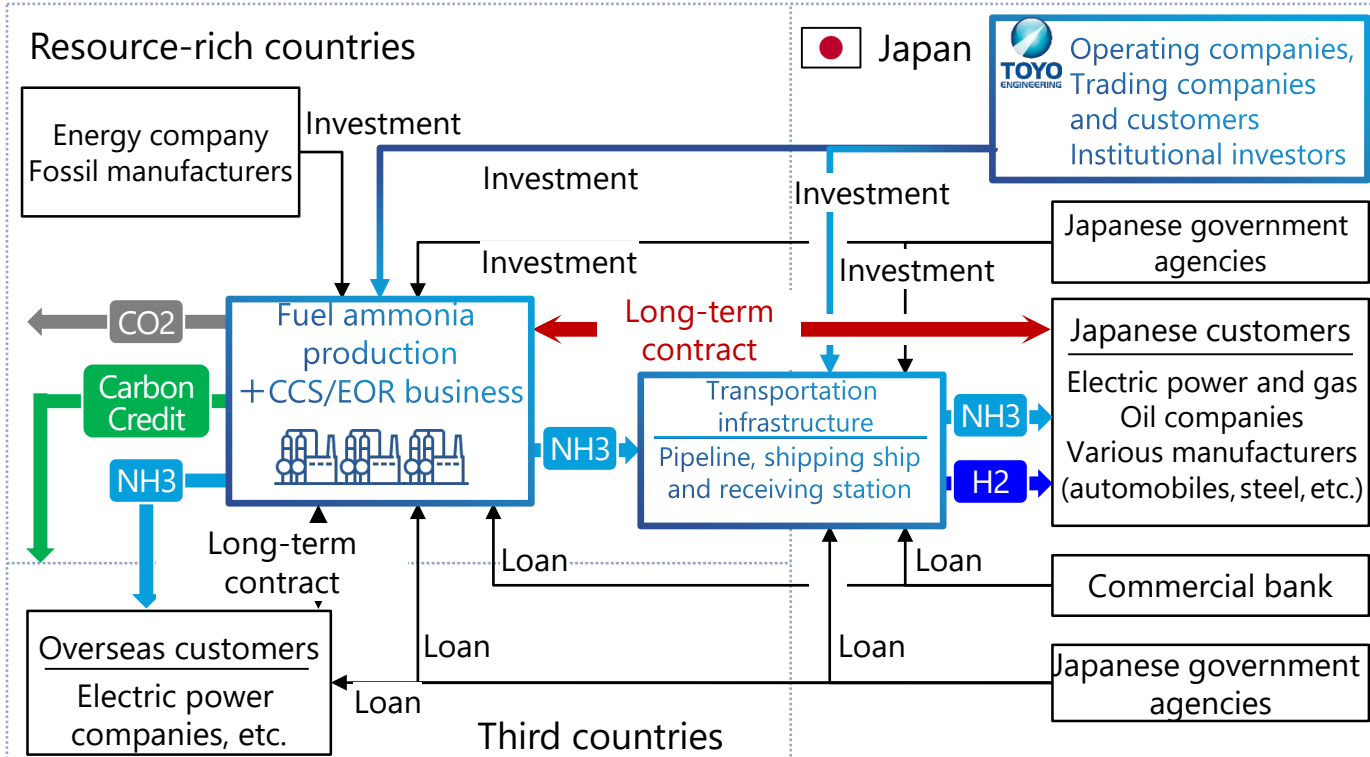 Resource-rich countries
Japan
TOYO
ENGINEERING
Operating companies,
Trading companies
and customers
Institutional investors
Energy company
Fossil manufacturers
Investment
Investment
Investment
Japanese government
agencies
Investment
Investment
CO2
Carbon
Credit
NH3
Fuel ammonia
production
+CCS/EOR business
Long-term
contract
NH3
Transportation
infrastructure
Pipeline, shipping ship
and receiving station
NH3
H2
Japanese customers
Electric power and gas
Oil companies
Various manufacturers
(automobiles, steel, etc.)
Long-term
contract
Loan
Loan
Commercial bank
Overseas customers
Electric power
companies, etc.
Loan
Loan
Loan
Japanese government
agencies
Third countries